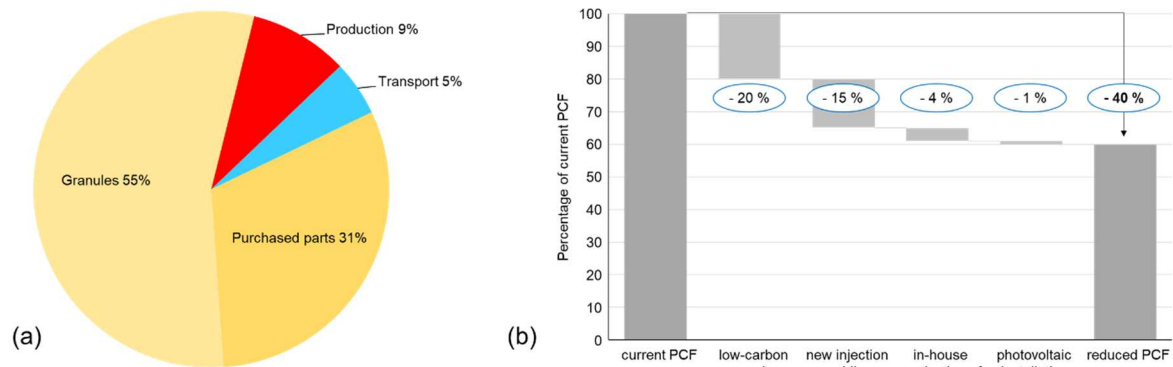 Production 9%
Transport 5%
Granules 55%
Purchased parts 31%
(a)
Percentage of current PCF
100
90
80
70
60
50
40
30
20
10
0
- 20 %
- 15 %
- 4 %
- 1 %
- 40 %
current PCF
low-carbon
new injection
in-house
photovoltaic
reduced PCF
(b)